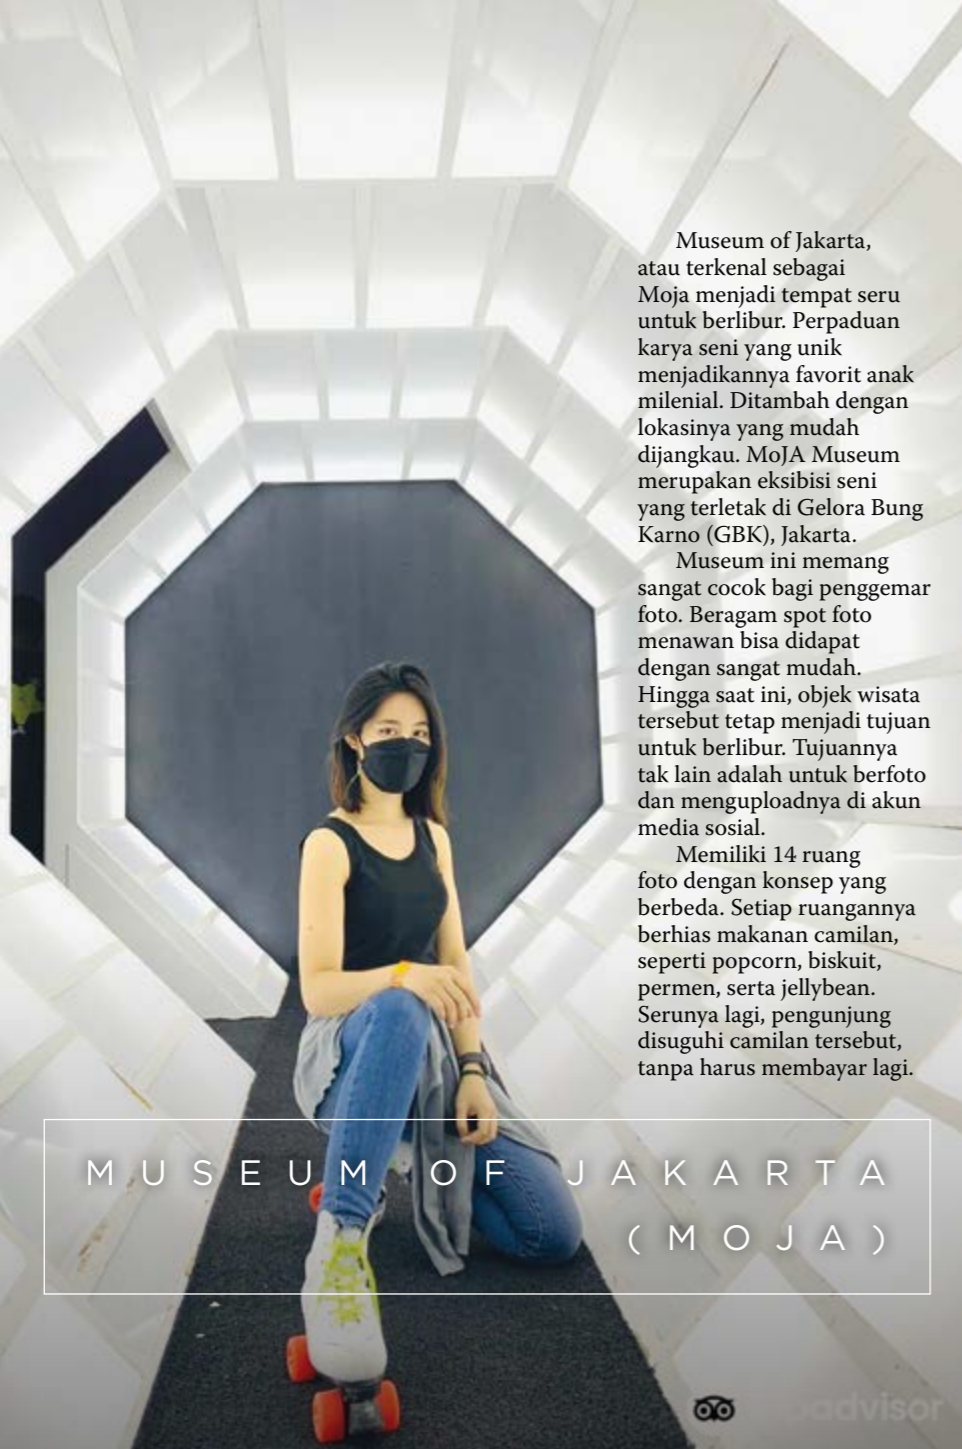 Museum of Jakarta,
atau terkenal sebagai
Moja menjadi tempat seru
untuk berlibur. Perpaduan
karya seni yang unik
menjadikannya favorit anak
milenial. Ditambah dengan
lokasinya yang mudah
dijangkau. MoJA Museum
merupakan eksibisi seni
yang terletak di Gelora Bung
Karno (GBK), Jakarta.
Museum ini memang
sangat cocok bagi penggemar
foto. Beragam spot foto
menawan bisa didapat
dengan sangat mudah.
Hingga saat ini, objek wisata
tersebut tetap menjadi tujuan
untuk berlibur. Tujuannya
tak lain adalah untuk berfoto
dan menguploadnya di akun
media sosial.
Memiliki 14 ruang
foto dengan konsep yang
berbeda. Setiap ruangannya
berhias makanan camilan,
seperti popcorn, biskuit,
permen, serta jellybean.
Serunya lagi, pengunjung
disuguhi camilan tersebut,
tanpa harus membayar lagi.
MUSEUM OF JAKARTA
(MOJA)